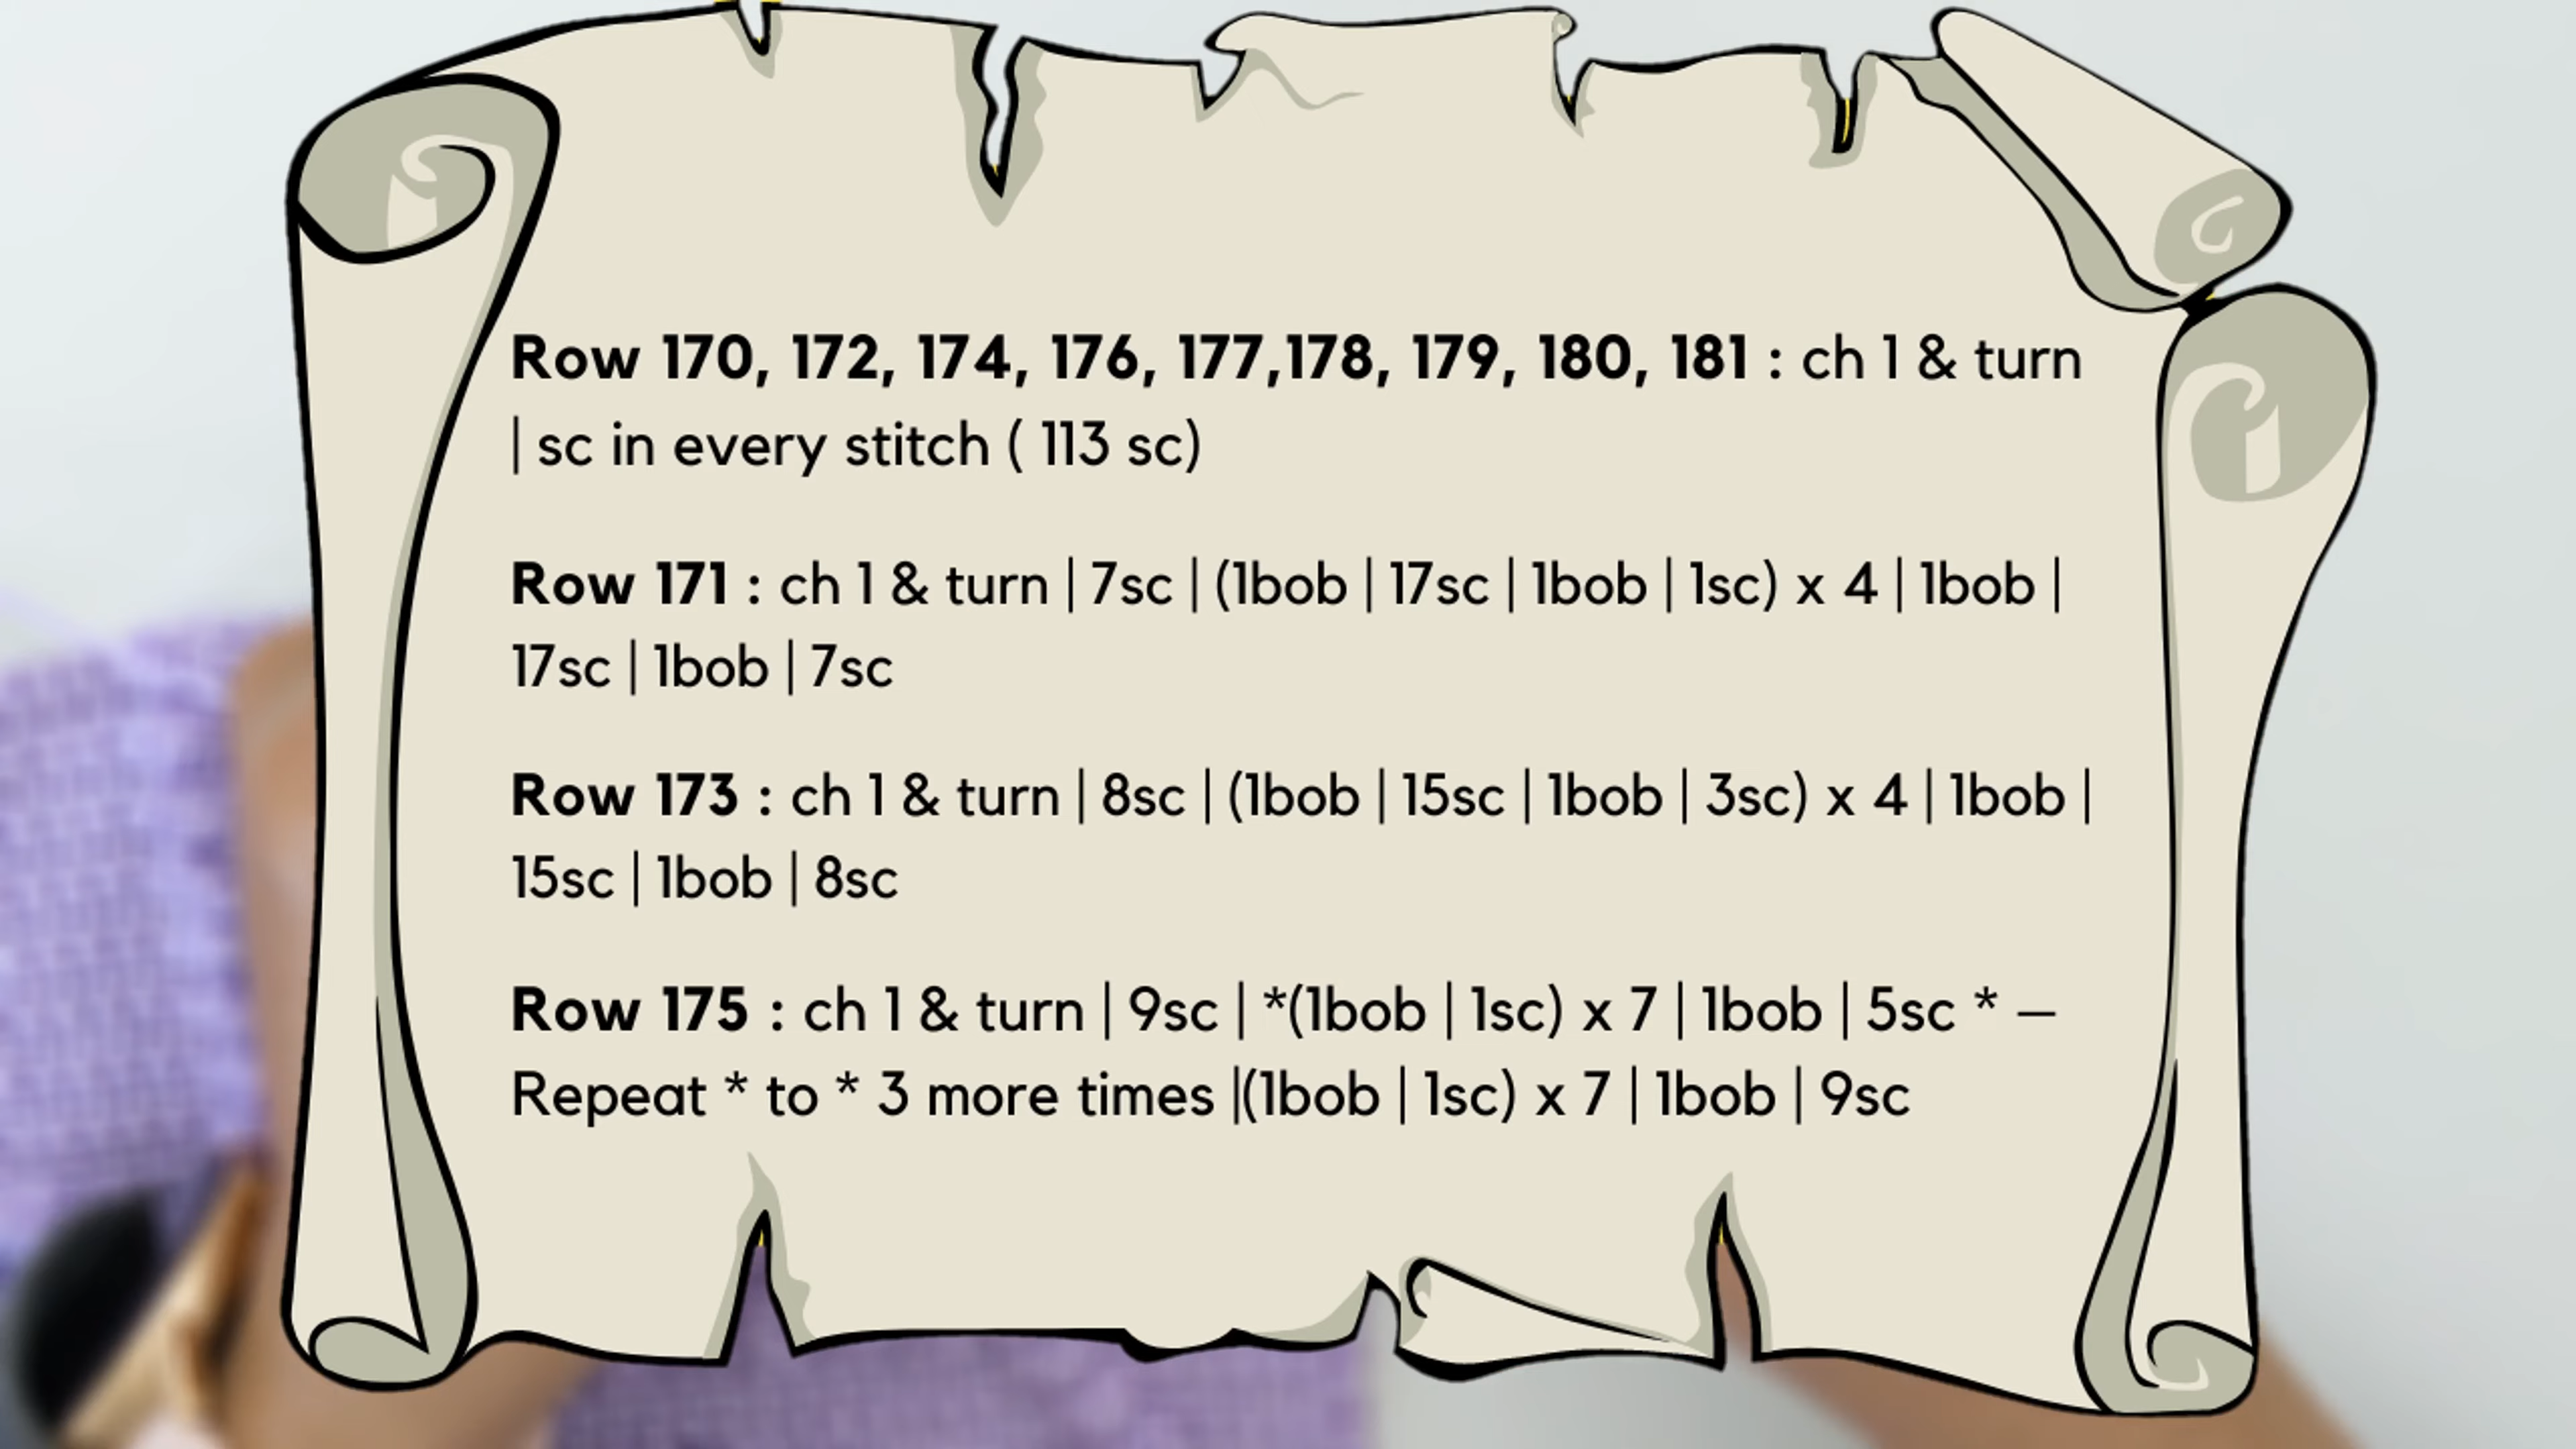 Row 170, 172, 174, 176, 177,178, 179, 180, 181 : ch 1 & turn
| sc in every stitch ( 113 sc)
Row 171 : ch 1 & turn | 7sc | (1bob | 17sc | 1bob | 1sc) x 4 | 1bob |
17sc | 1bob | 7sc
Row 173 : ch 1 & turn | 8sc | (1bob | 15sc | 1bob | 3sc) x 4 | 1bob |
15sc | 1bob | 8sc
Row 175 : ch 1 & turn | 9sc | *(1bob | 1sc) x 7 | 1bob | 5sc * –
Repeat * to * 3 more times |(1bob | 1sc) x 7 | 1bob | 9sc